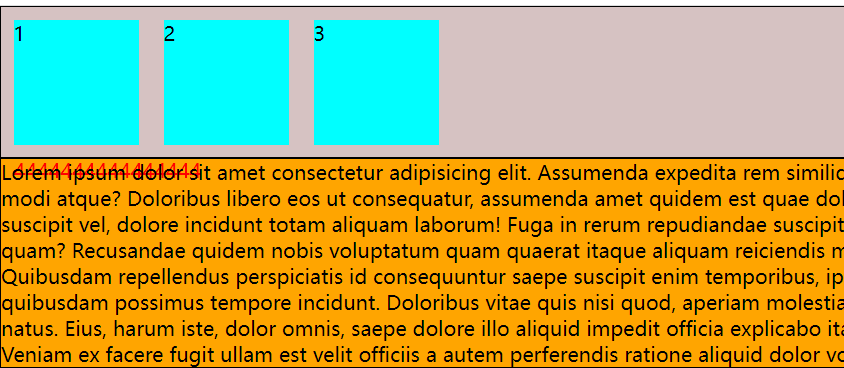 1
2
3
Lorem ipsum dolor sit amet consectetur adipisicing elit. Assumenda expedita rem similic
modi atque? Doloribus libero eos ut consequatur, assumenda amet quidem est quae dol
suscipit vel, dolore incidunt totam aliquam laborum! Fuga in rerum repudiandae suscipit
quam? Recusandae quidem nobis voluptatum quam quaerat itaque aliquam reiciendis m
Quibusdam repellendus perspiciatis id consequuntur saepe suscipit enim temporibus, ip
quibusdam possimus tempore incidunt. Doloribus vitae quis nisi quod, aperiam molestia
natus. Eius, harum iste, dolor omnis, saepe dolore illo aliquid impedit officia explicabo ita
Veniam ex facere fugit ullam est velit officiis a autem perferendis ratione aliquid dolor vo